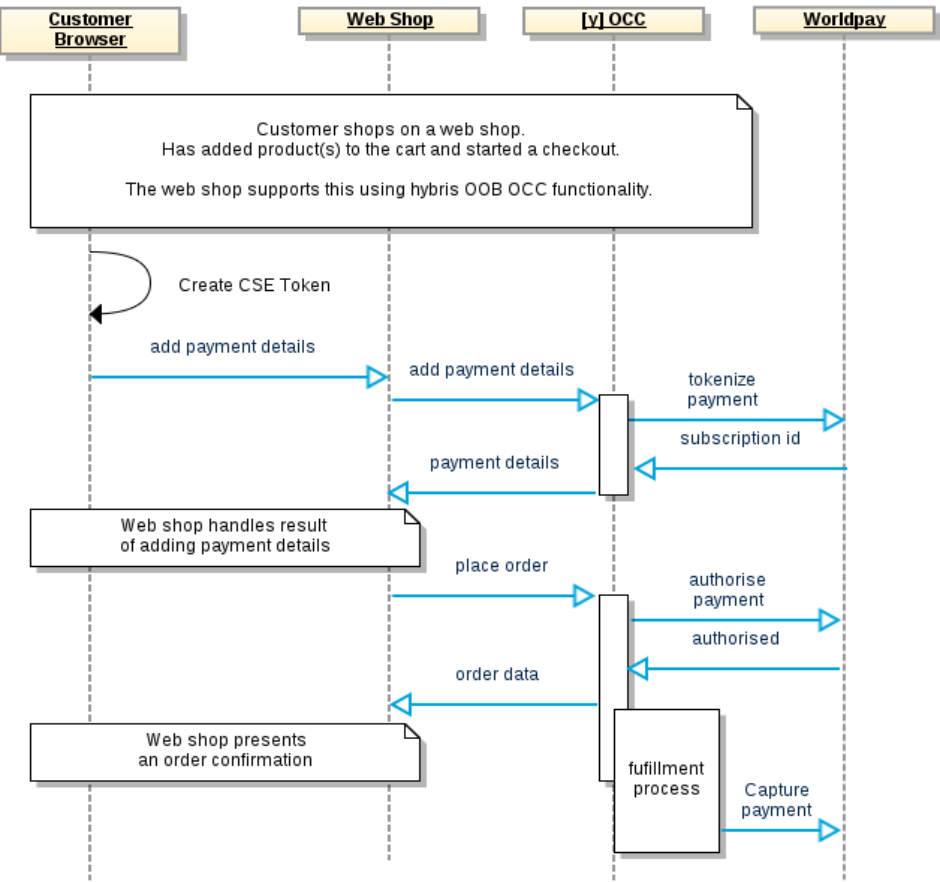 Customer
Browser
Web Shop
[y] OCC
Worldpay
Customer shops on a web shop.
Has added product(s) to the cart and started a checkout.
The web shop supports this using hybris OOB OCC functionality.
Create CSE Token
add payment details
add payment details
tokenize
payment
subscription id
payment details
Web shop handles result
of adding payment details
place order
authorise
payment
authorised
order data
Web shop presents
an order confirmation
fufillment
process
Capture
payment